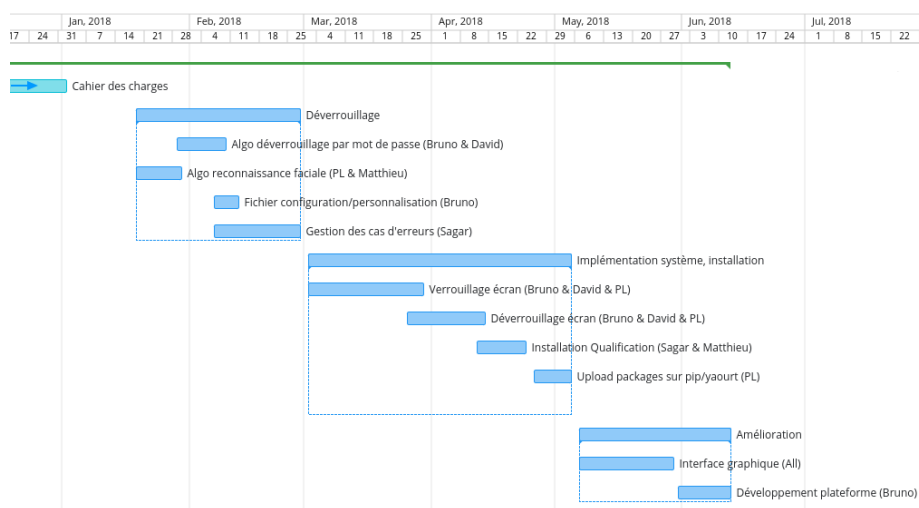 Jan, 2018 Feb, 2018 Mar, 2018 Apr, 2018 May, 2018 Jun, 2018 Jul, 2018
17 24 31 7 14 21 28 4 11 18 25 4 11 18 25 1 8 15 22 29 6 13 20 27 3 10 17 24 1 8 15 22
Cahier des charges
Déverrouillage
Algo déverrouillage par mot de passe (Bruno & David)
Algo reconnaissance faciale (PL & Matthieu)
Fichier configuration/personnalisation (Bruno)
Gestion des cas d'erreurs (Sagar)
Implémentation système, installation
Verrouillage écran (Bruno & David & PL)
Déverrouillage écran (Bruno & David & PL)
Installation Qualification (Sagar & Matthieu)
Upload packages sur pip/yaourt (PL)
Amélioration
Interface graphique (All)
Développement plateforme (Bruno)